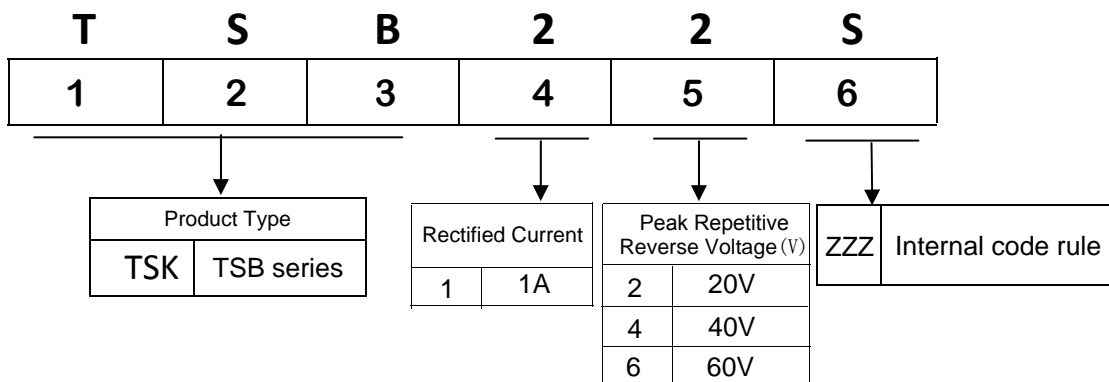 T S B 2 2 S
1 2 3 4 5 6
Product Type
TSK TSB series
Rectified Current
1 1A
Peak Repetitive
Reverse Voltage(V)
2 20V
4 40V
6 60V
ZZZ Internal code rule